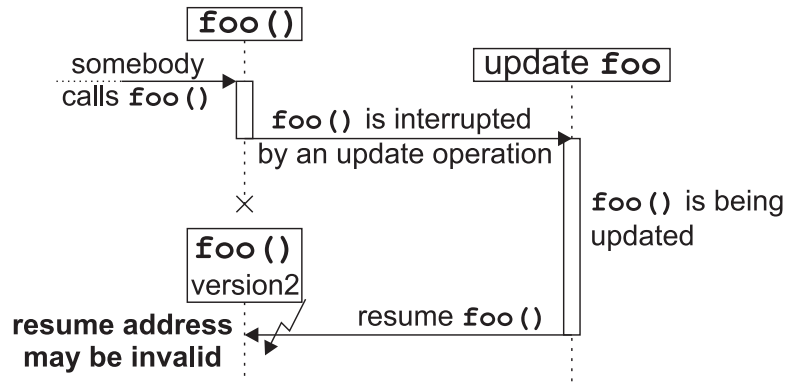 foo()
update foo
somebody
calls foo()
foo() is interrupted
by an update operation
foo() is being
updated
foo()
version2
resume foo()
resume address
may be invalid